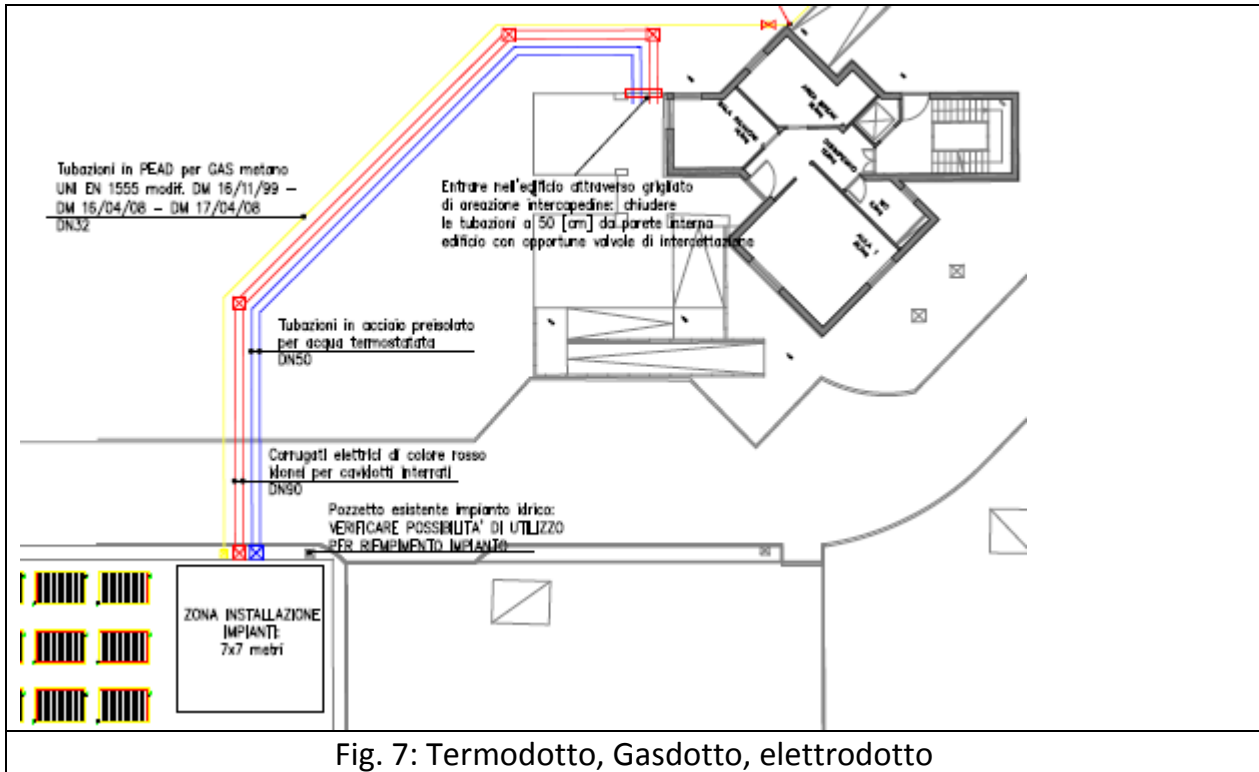 Tubazioni in PEAD per GAS metano
UNI EN 1555 modif. DM 16/11/99 –
DM 16/04/08 – DM 17/04/08
DN32
Entrare nell'edificio attraverso grigliato
di areazione intercapedine: chiudere
le tubazioni a 50 [cm] da parete interna
edificio con opportune valvole di intercettazione
Tubazioni in acciaio preisolato
per acqua termostatata
DN50
Corrugati elettrici di colore rosso
idonei per cavidotti interrati
DN90
Pozzetto esistente impianto idrico:
VERIFICARE POSSIBILITA' DI UTILIZZO
PER RIEMPIMENTO IMPIANTO
ZONA INSTALLAZIONE
IMPIANTI:
7x7 metri
AULA 1
Fig. 7: Termodotto, Gasdotto, elettrodotto